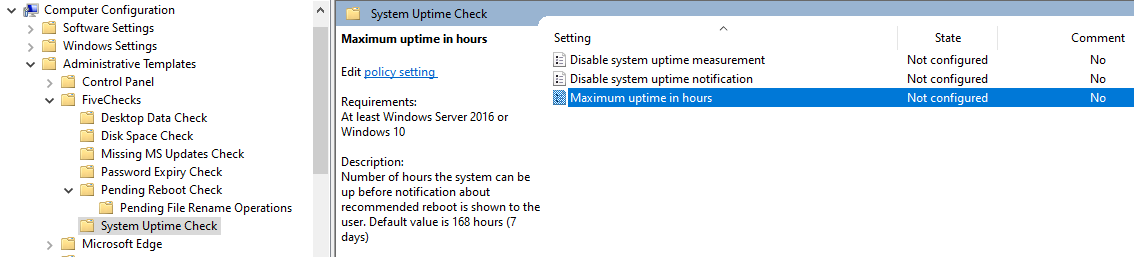 Computer Configuration
Software Settings
Windows Settings
Administrative Templates
Control Panel
FiveChecks
Desktop Data Check
Disk Space Check
Missing MS Updates Check
Password Expiry Check
Pending Reboot Check
Pending File Rename Operations
System Uptime Check
Microsoft Edge
System Uptime Check
Maximum uptime in hours
Edit policy setting
Requirements:
At least Windows Server 2016 or
Windows 10
Description:
Number of hours the system can be
up before notification about
recommended reboot is shown to the
user. Default value is 168 hours (7
days)
Setting State Comment
Disable system uptime measurement Not configured No
Disable system uptime notification Not configured No
Maximum uptime in hours Not configured No